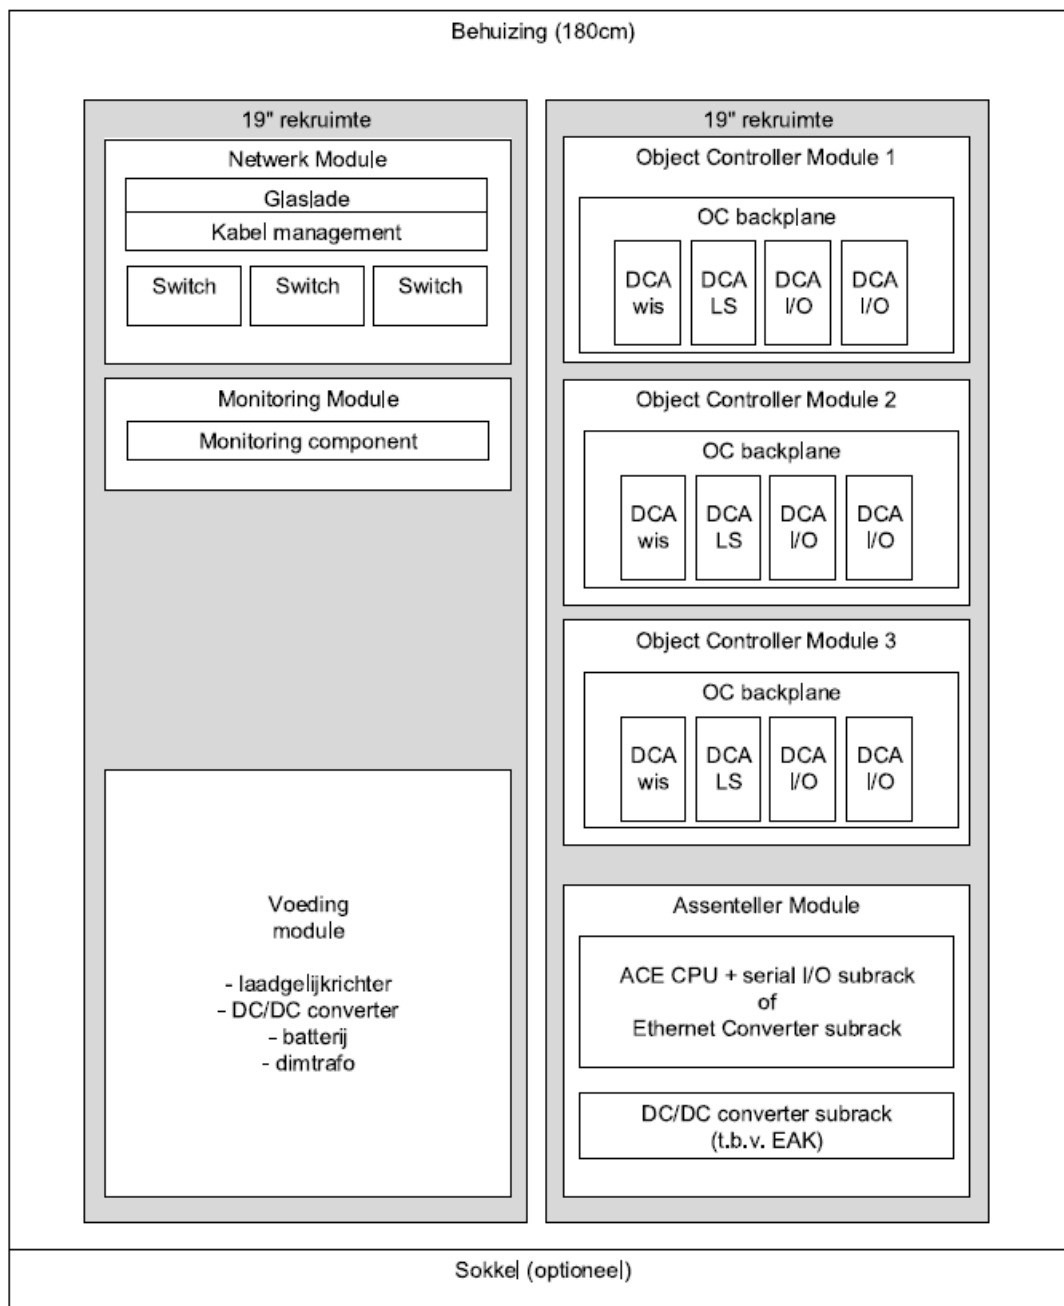 Behuizing (180cm)
19" rekruimte
Netwerk Module
Glaslade
Kabel management
Switch
Switch
Switch
Monitoring Module
Monitoring component
Voeding
module
- laadgelijkrichter
- DC/DC converter
- batterij
- dimtrafo
19" rekruimte
Object Controller Module 1
OC backplane
DCA
wis
DCA
LS
DCA
I/O
DCA
I/O
Object Controller Module 2
OC backplane
DCA
wis
DCA
LS
DCA
I/O
DCA
I/O
Object Controller Module 3
OC backplane
DCA
wis
DCA
LS
DCA
I/O
DCA
I/O
Assenteller Module
ACE CPU + serial I/O subrack
of
Ethernet Converter subrack
DC/DC converter subrack
(t.b.v. EAK)
Sokkel (optioneel)